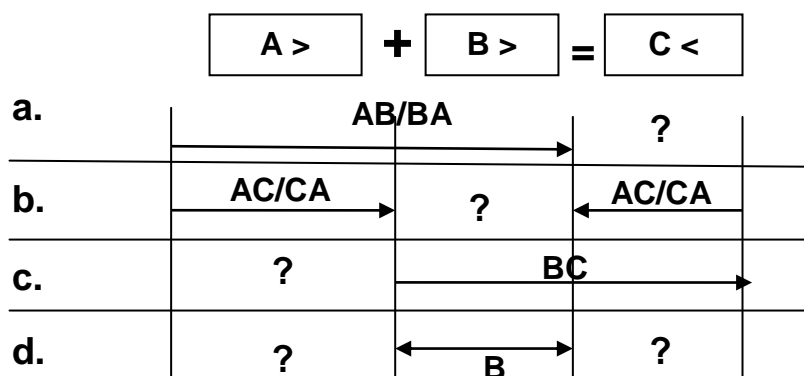 A > + B > = C <
a. AB/BA ?
b. AC/CA ? AC/CA
c. ? BC
d. ? B ?